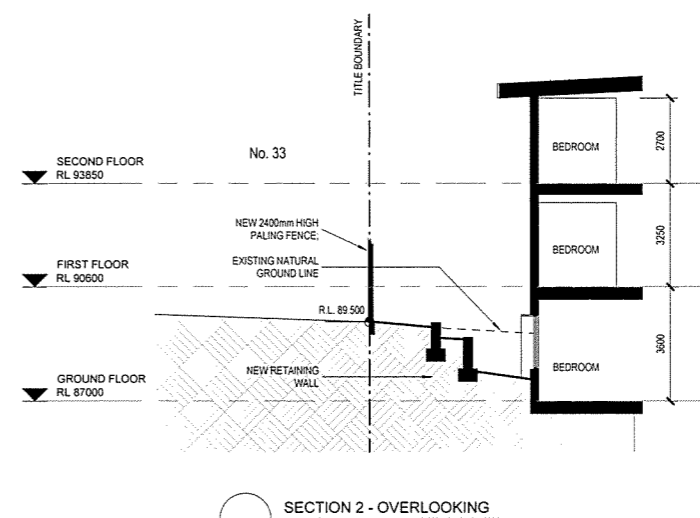 TITLE BOUNDARY
No. 33
SECOND FLOOR
RL 93850
BEDROOM
2700
NEW 2400mm HIGH
PALING FENCE;
EXISTING NATURAL
GROUND LINE
BEDROOM
3250
FIRST FLOOR
RL 90600
R.L. 89.500
NEW RETAINING
WALL
BEDROOM
3600
GROUND FLOOR
RL 87000
SECTION 2 - OVERLOOKING